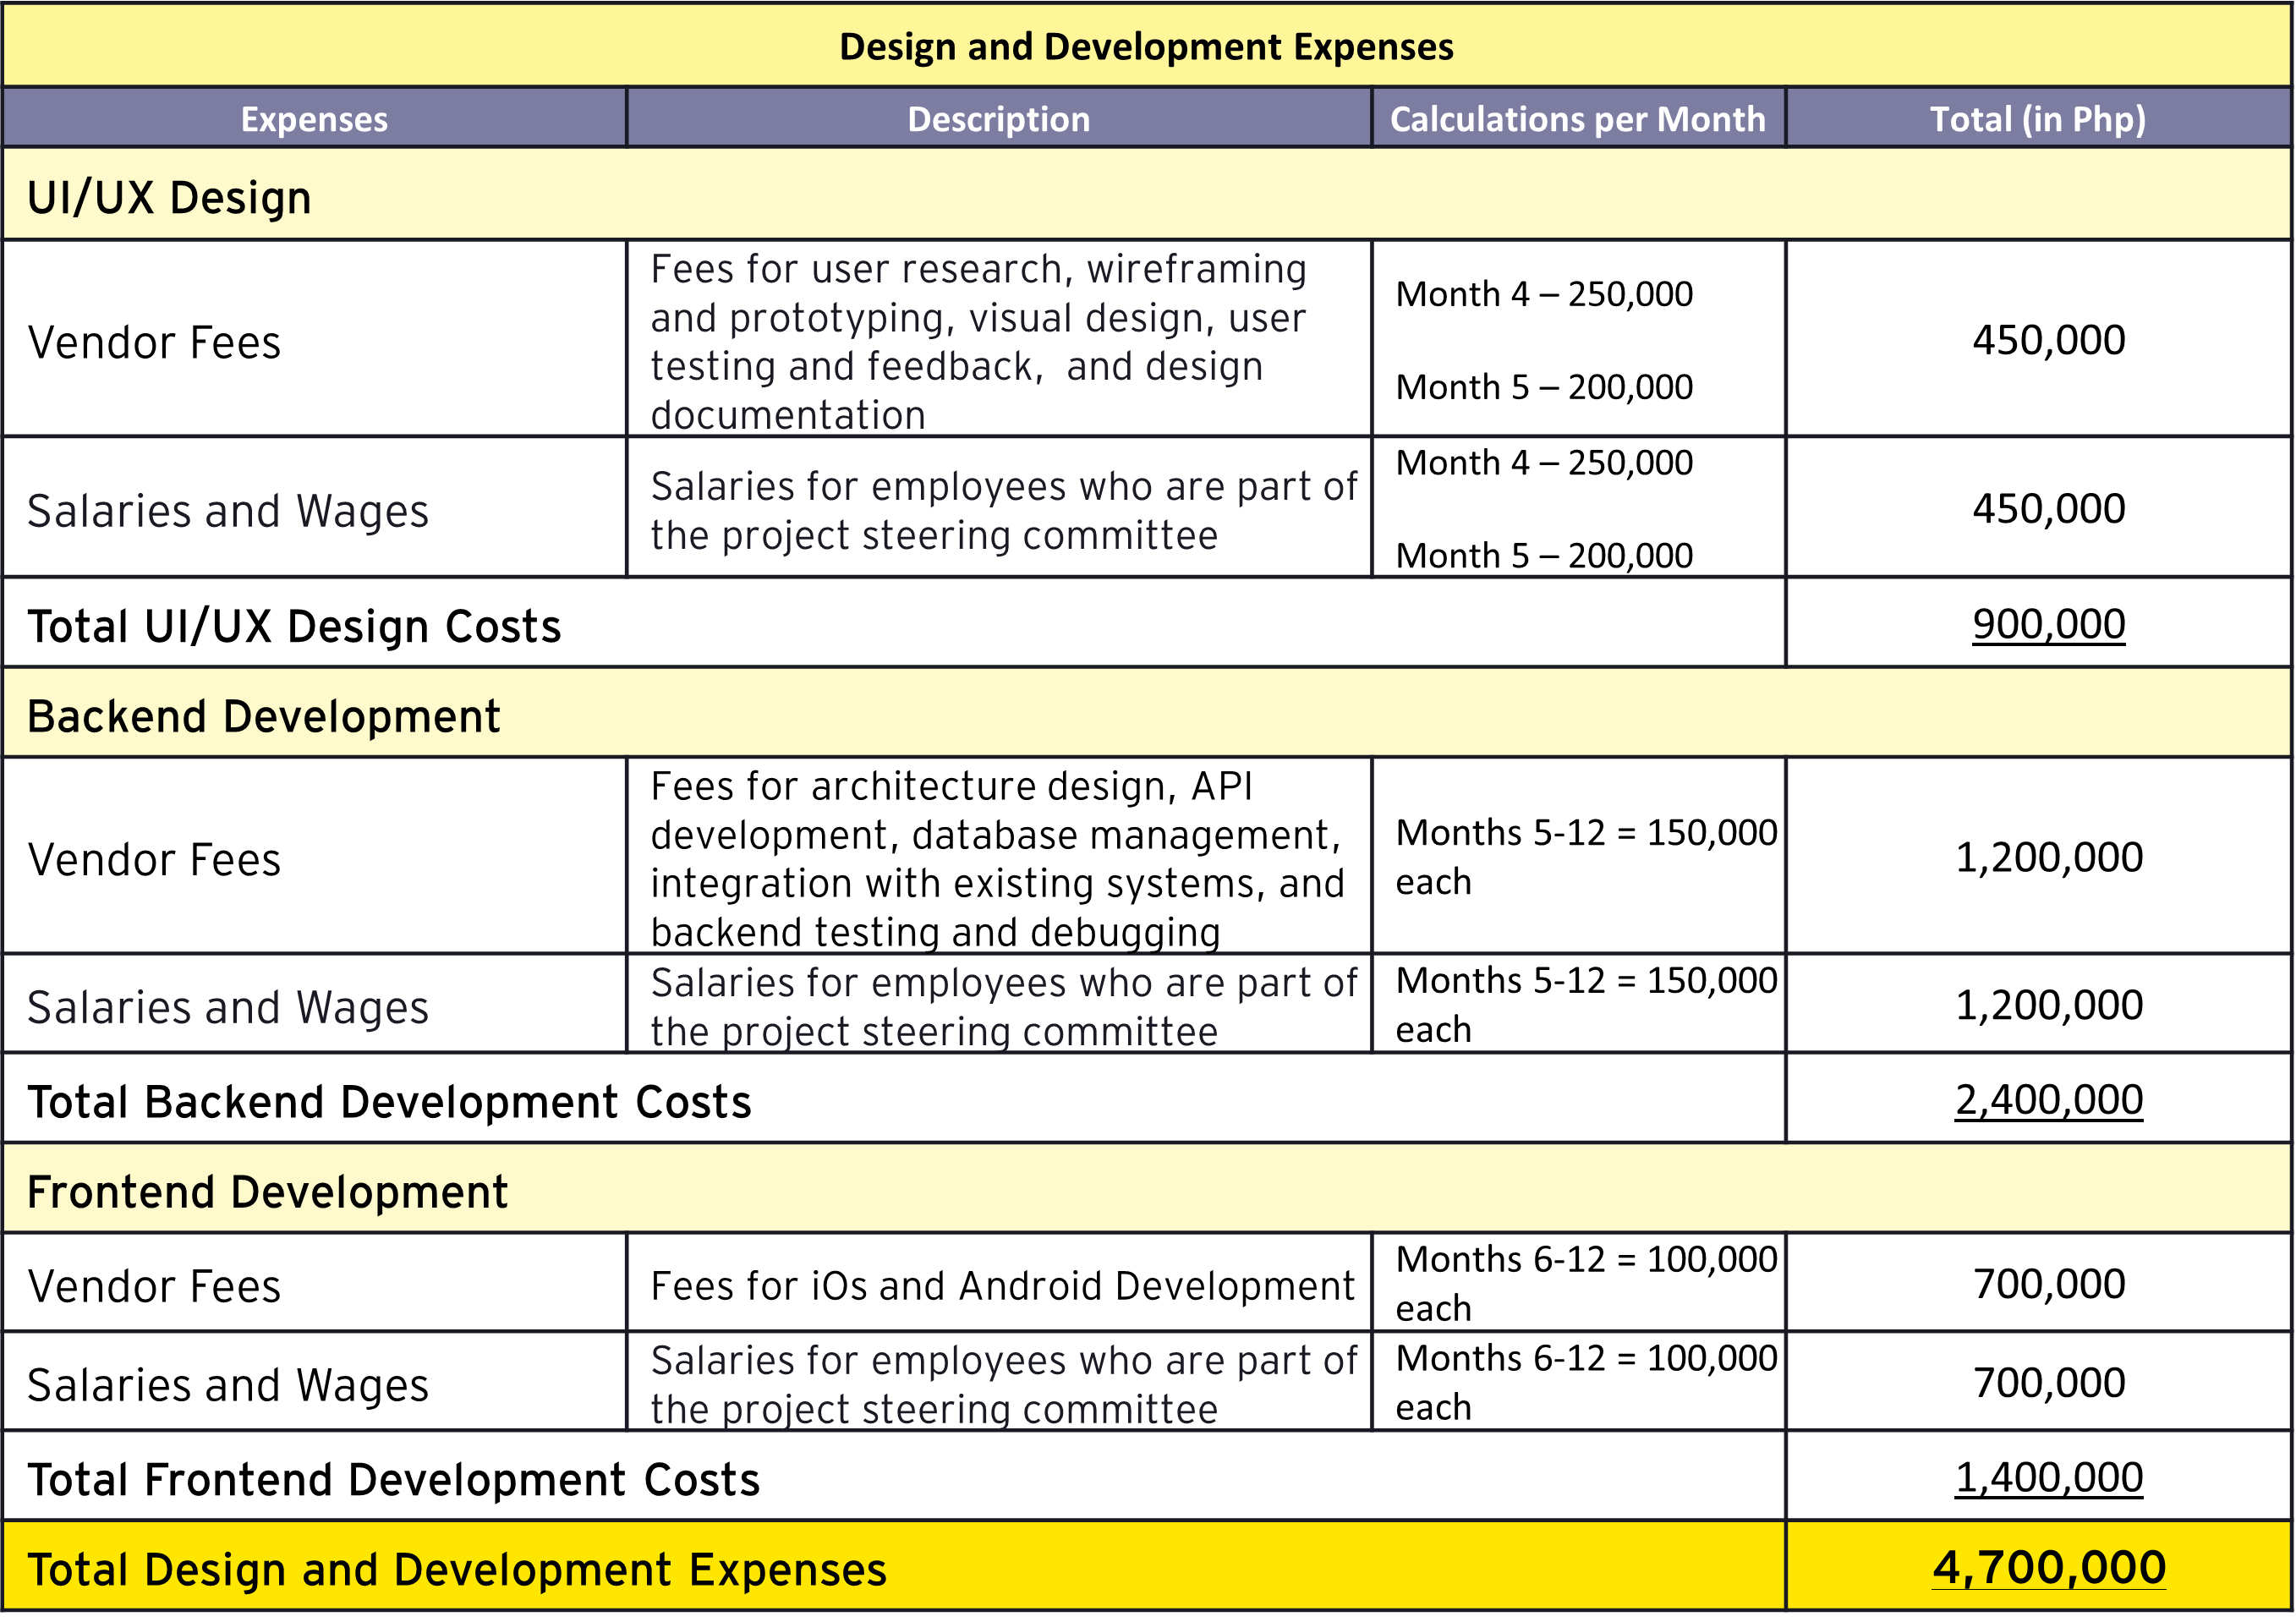 Design and Development Expenses
Expenses Description Calculations per Month Total (in Php)
UI/UX Design
Vendor Fees
Fees for user research, wireframing
and prototyping, visual design, user
testing and feedback,  and design
documentation
Month 4 – 250,000
Month 5 – 200,000
450,000
Salaries and Wages
Salaries for employees who are part of
the project steering committee
Month 4 – 250,000
Month 5 – 200,000
450,000
Total UI/UX Design Costs 900,000
Backend Development
Vendor Fees
Fees for architecture design, API
development, database management,
integration with existing systems, and
backend testing and debugging
Months 5-12 = 150,000
each
1,200,000
Salaries and Wages
Salaries for employees who are part of
the project steering committee
Months 5-12 = 150,000
each
1,200,000
Total Backend Development Costs 2,400,000
Frontend Development
Vendor Fees
Fees for iOs and Android Development
Months 6-12 = 100,000
each
700,000
Salaries and Wages
Salaries for employees who are part of
the project steering committee
Months 6-12 = 100,000
each
700,000
Total Frontend Development Costs 1,400,000
Total Design and Development Expenses 4,700,000